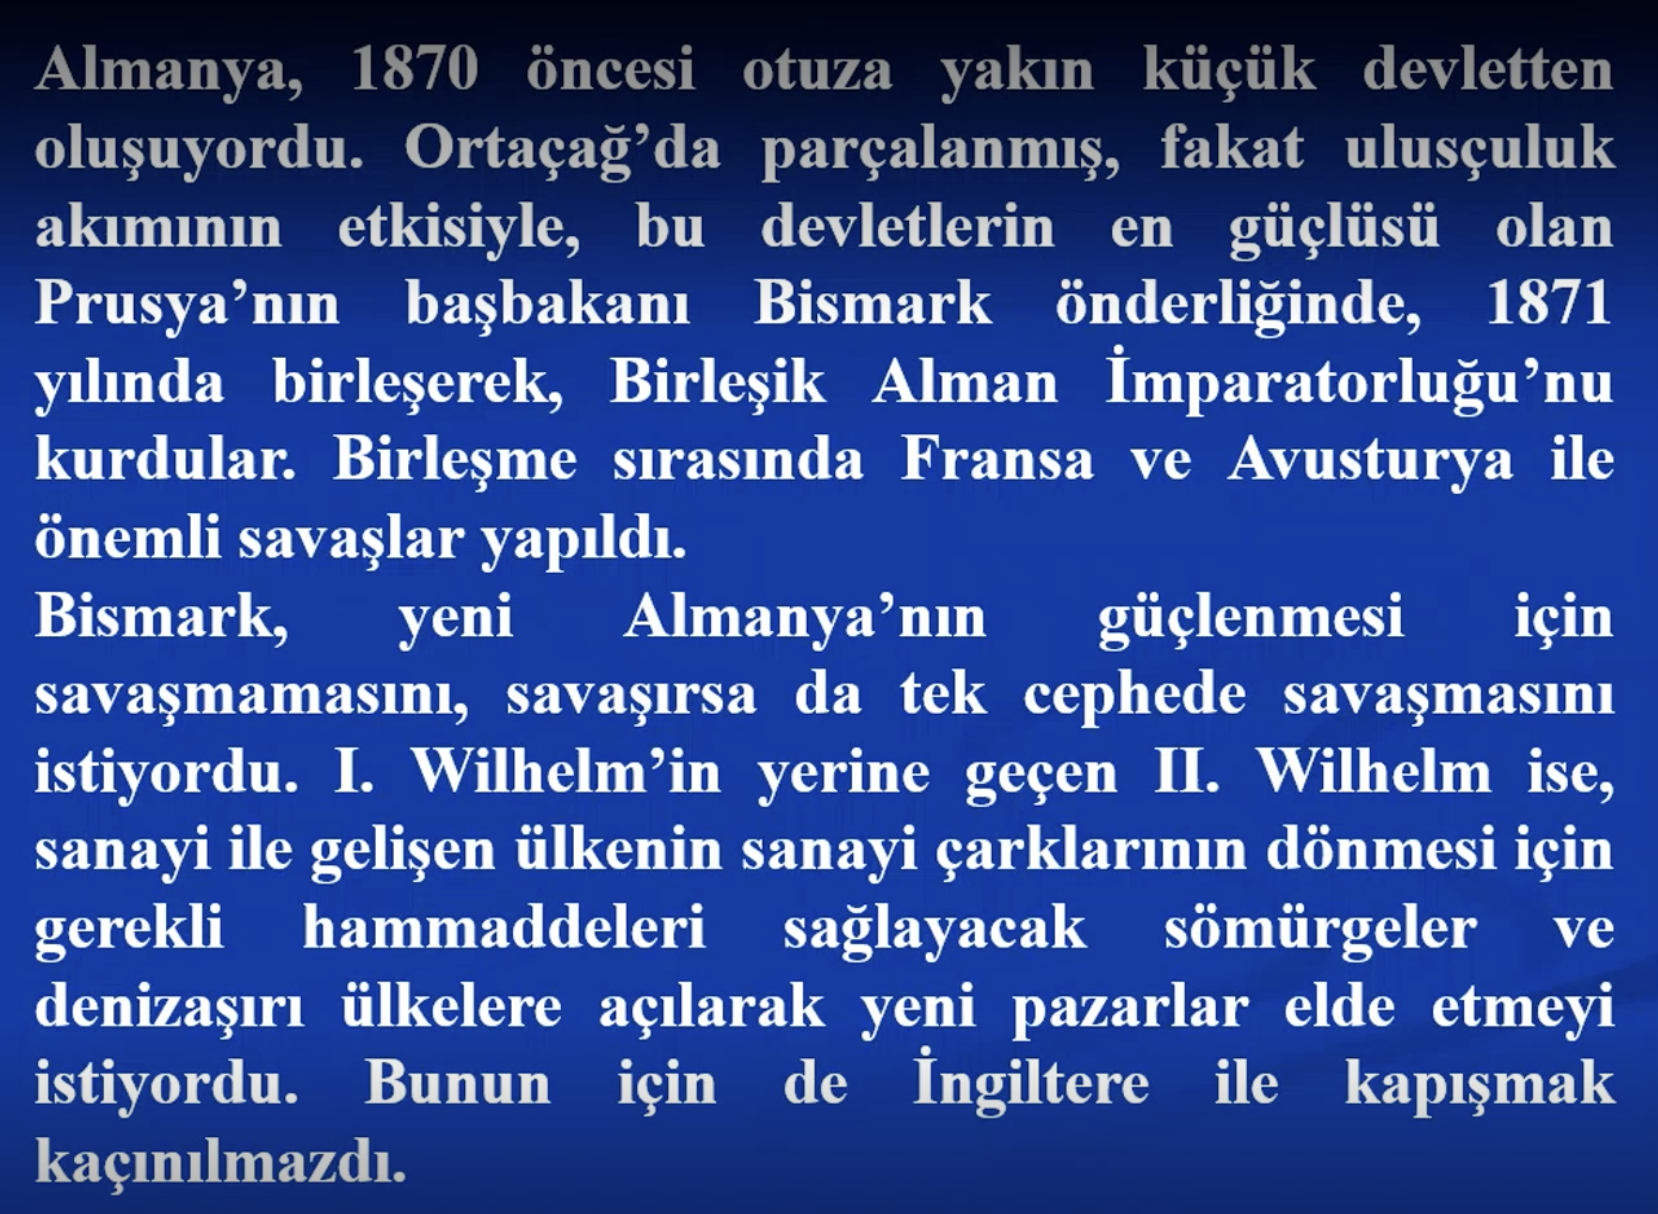 Almanya, 1870 öncesi otuza yakın küçük devletten
oluşuyordu. Ortaçağ’da parçalanmış, fakat ulusçuluk
akımının etkisiyle, bu devletlerin en güçlüsü olan
Prusya’nın başbakanı Bismark önderliğinde, 1871
yılında birleşerek, Birleşik Alman İmparatorluğu’nu
kurdular. Birleşme sırasında Fransa ve Avusturya ile
önemli savaşlar yapıldı.
Bismark, yeni Almanya’nın güçlenmesi için
savaşmamasını, savaşırsa da tek cephede savaşmasını
istiyordu. I. Wilhelm’in yerine geçen II. Wilhelm ise,
sanayi ile gelişen ülkenin sanayi çarklarının dönmesi için
gerekli hammaddeleri sağlayacak sömürgeler ve
denizaşırı ülkelere açılarak yeni pazarlar elde etmeyi
istiyordu. Bunun için de İngiltere ile kapışmak
kaçınılmazdı.